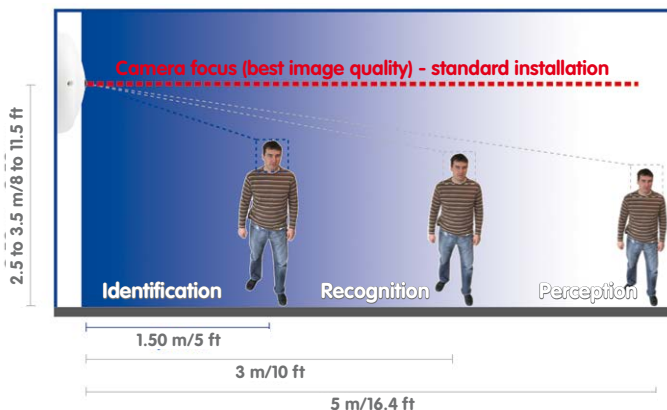 Camera focus (best image quality) - standard installation
2.5 to 3.5 m/8 to 11.5 ft
Identification
Recognition
Perception
1.50 m/5 ft
3 m/10 ft
5 m/16.4 ft